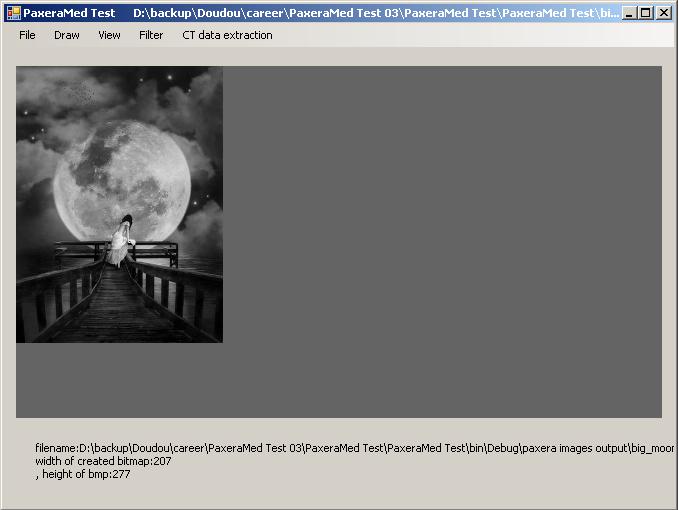 PaxeraMed Test D:\backup\Doudou\career\PaxeraMed Test 03\PaxeraMed Test\PaxeraMed Test\bi...
File Draw View Filter CT data extraction
filename:D:\backup\Doudou\career\PaxeraMed Test 03\PaxeraMed Test\PaxeraMed Test\bin\Debug\paxera images output\big_moon
width of created bitmap:207
, height of bmp:277